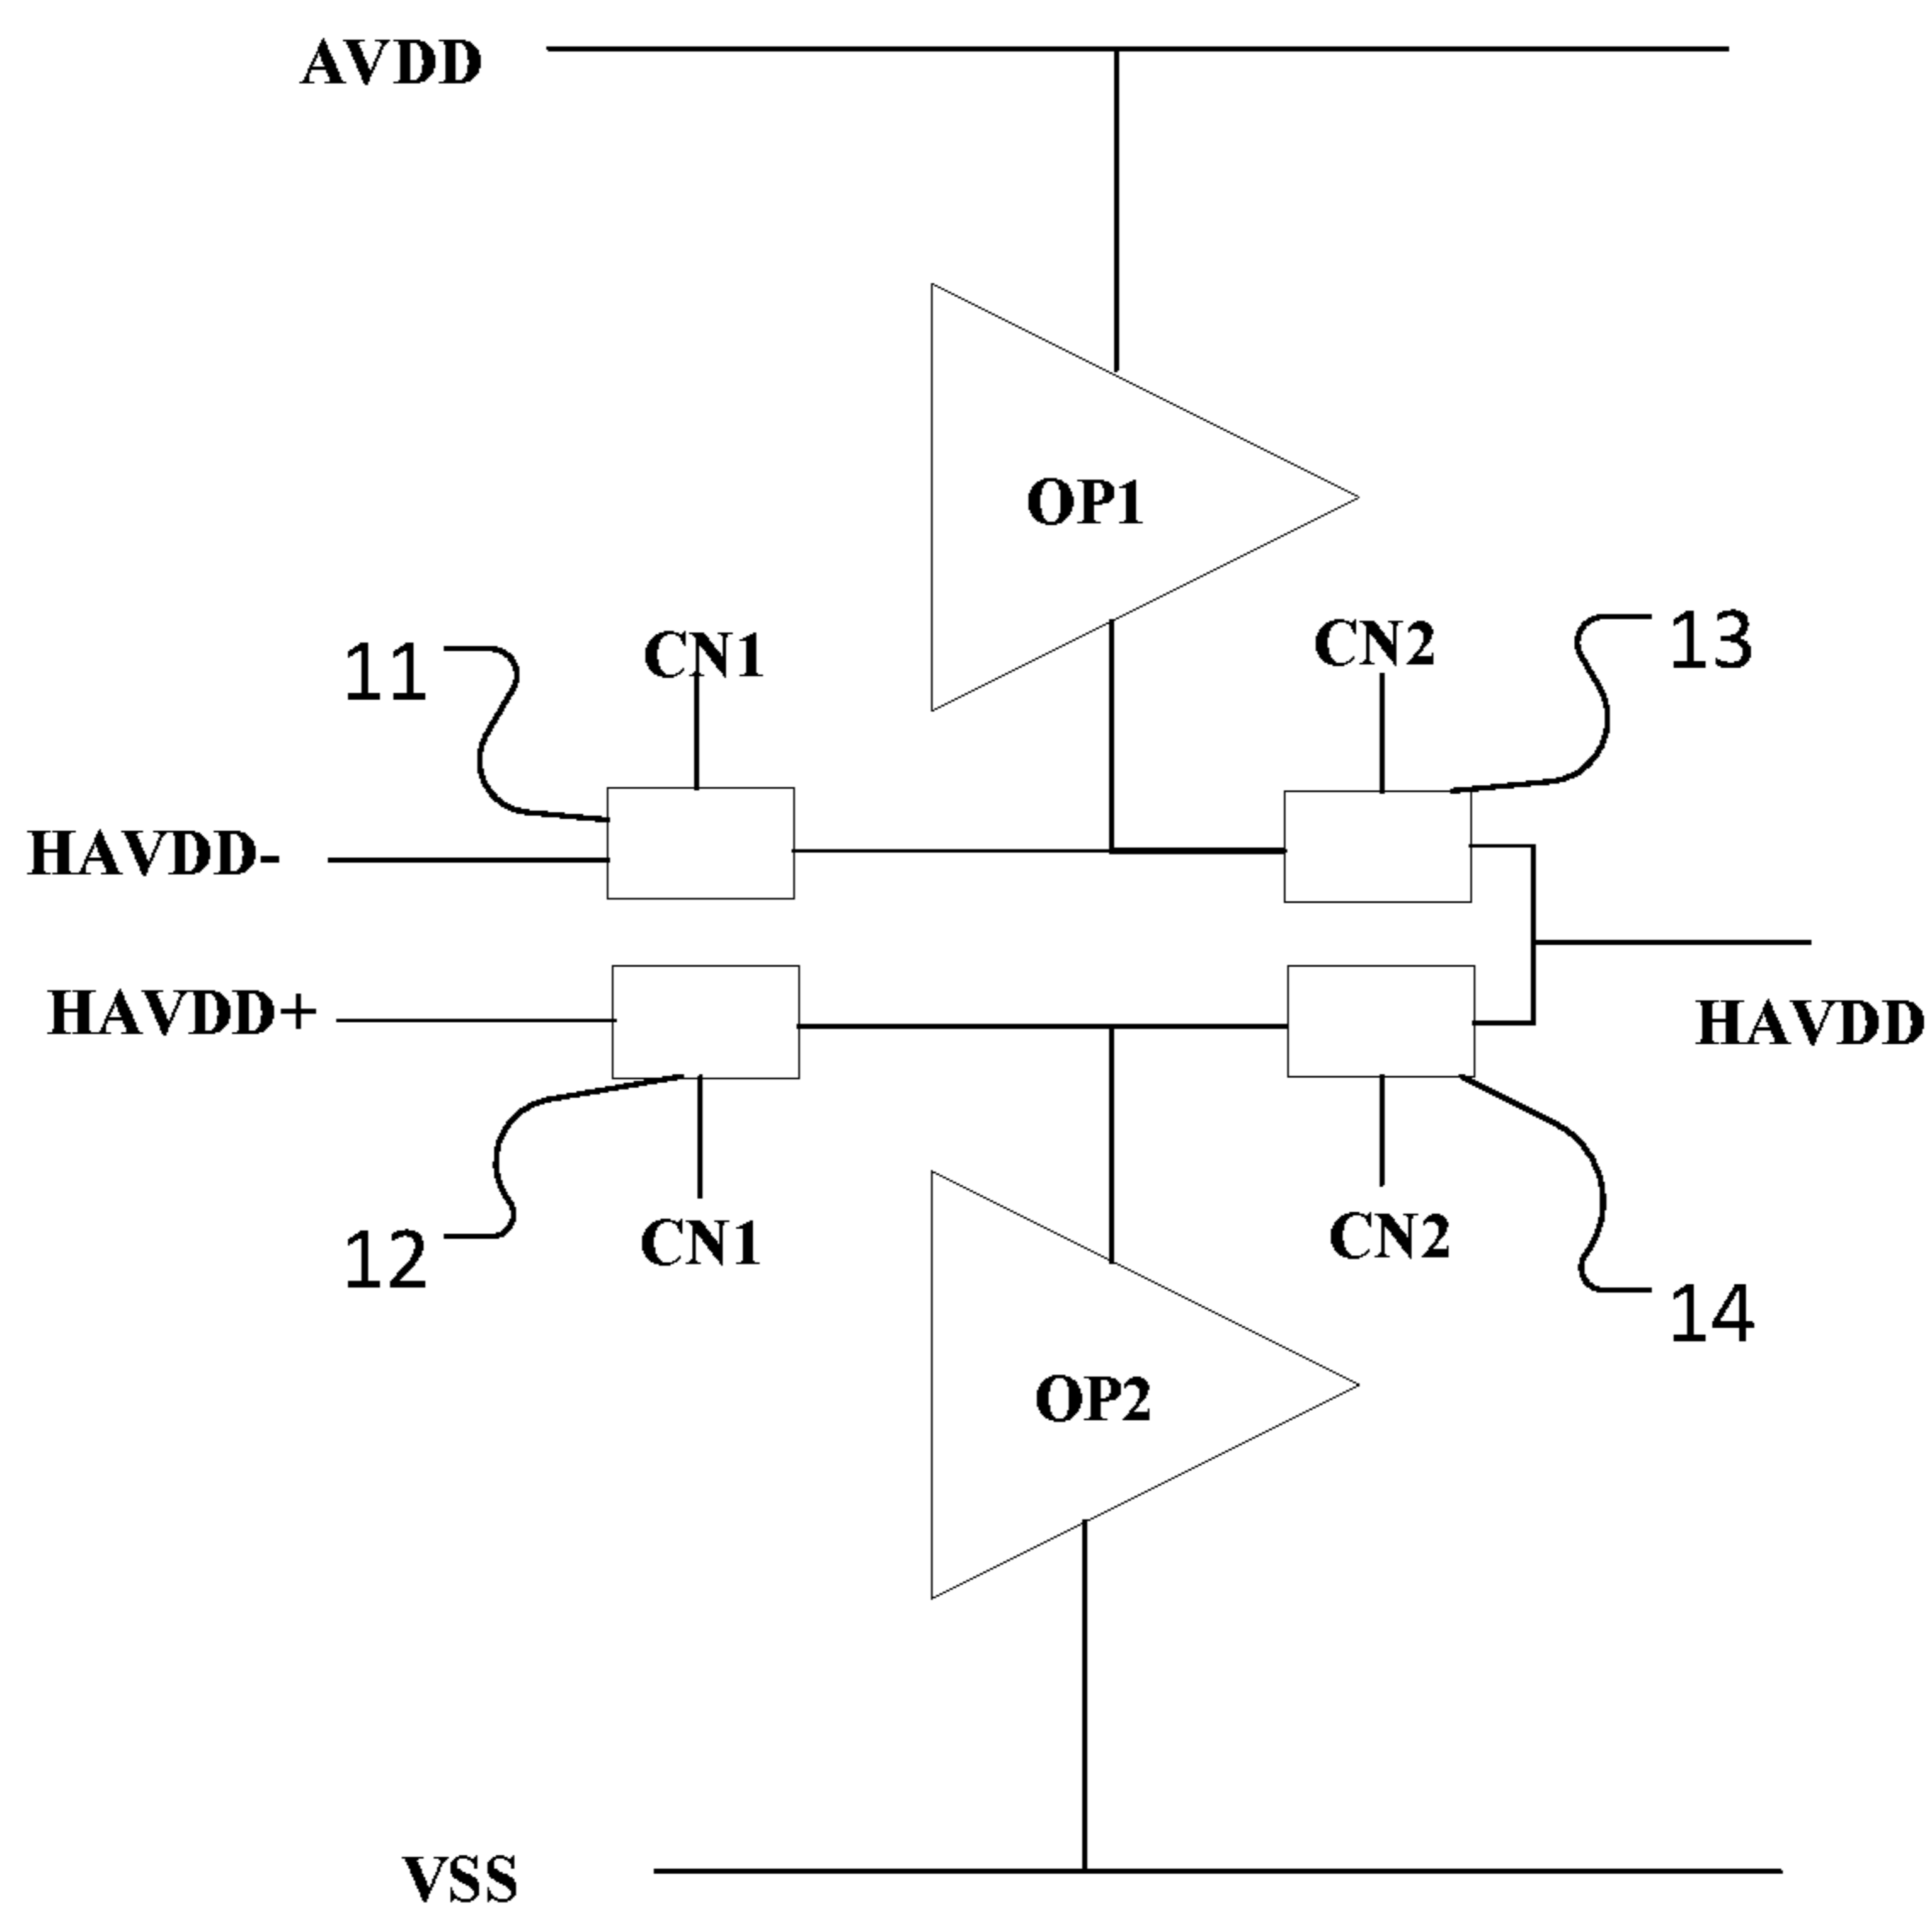 AVDD
OP1
11
CN1
CN2
13
HAVDD-
HAVDD+
HAVDD
12
CN1
CN2
14
OP2
VSS